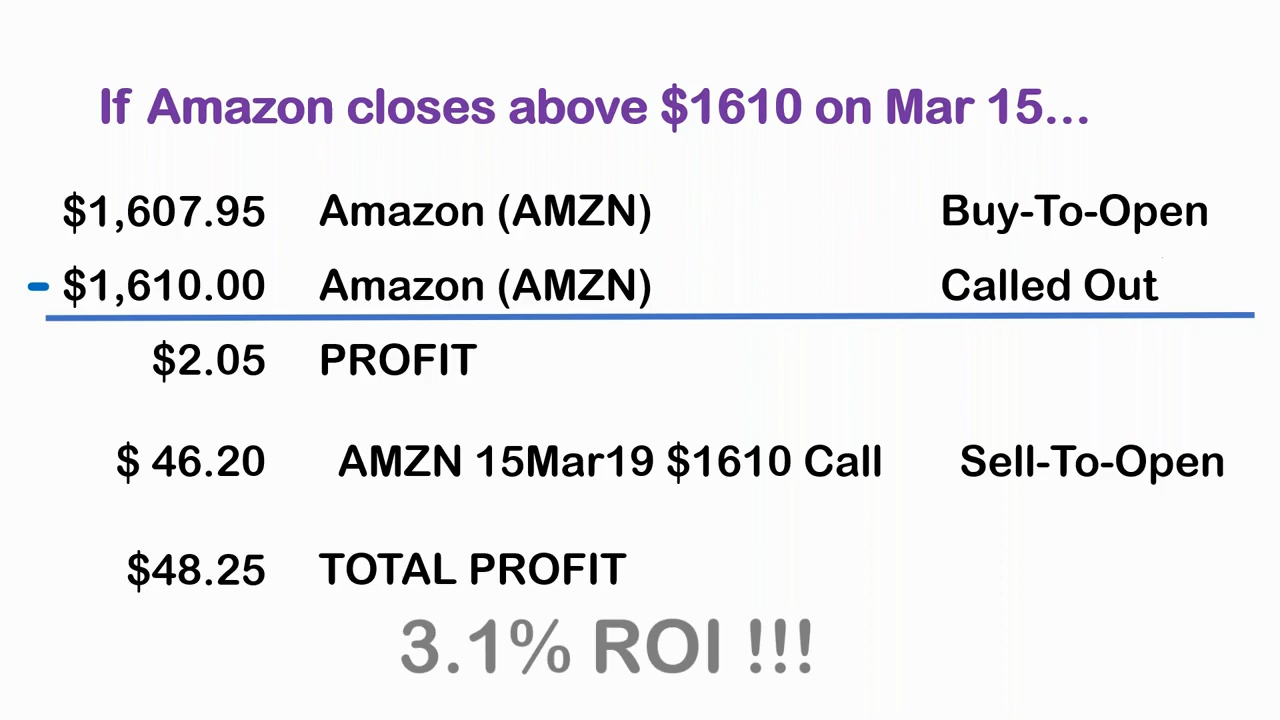 If Amazon closes above $1610 on Mar 15...
$1,607.95 Amazon (AMZN) Buy-To-Open
- $1,610.00 Amazon (AMZN) Called Out
$2.05 PROFIT
$ 46.20 AMZN 15Mar19 $1610 Call Sell-To-Open
$48.25 TOTAL PROFIT
3.1% ROI !!!